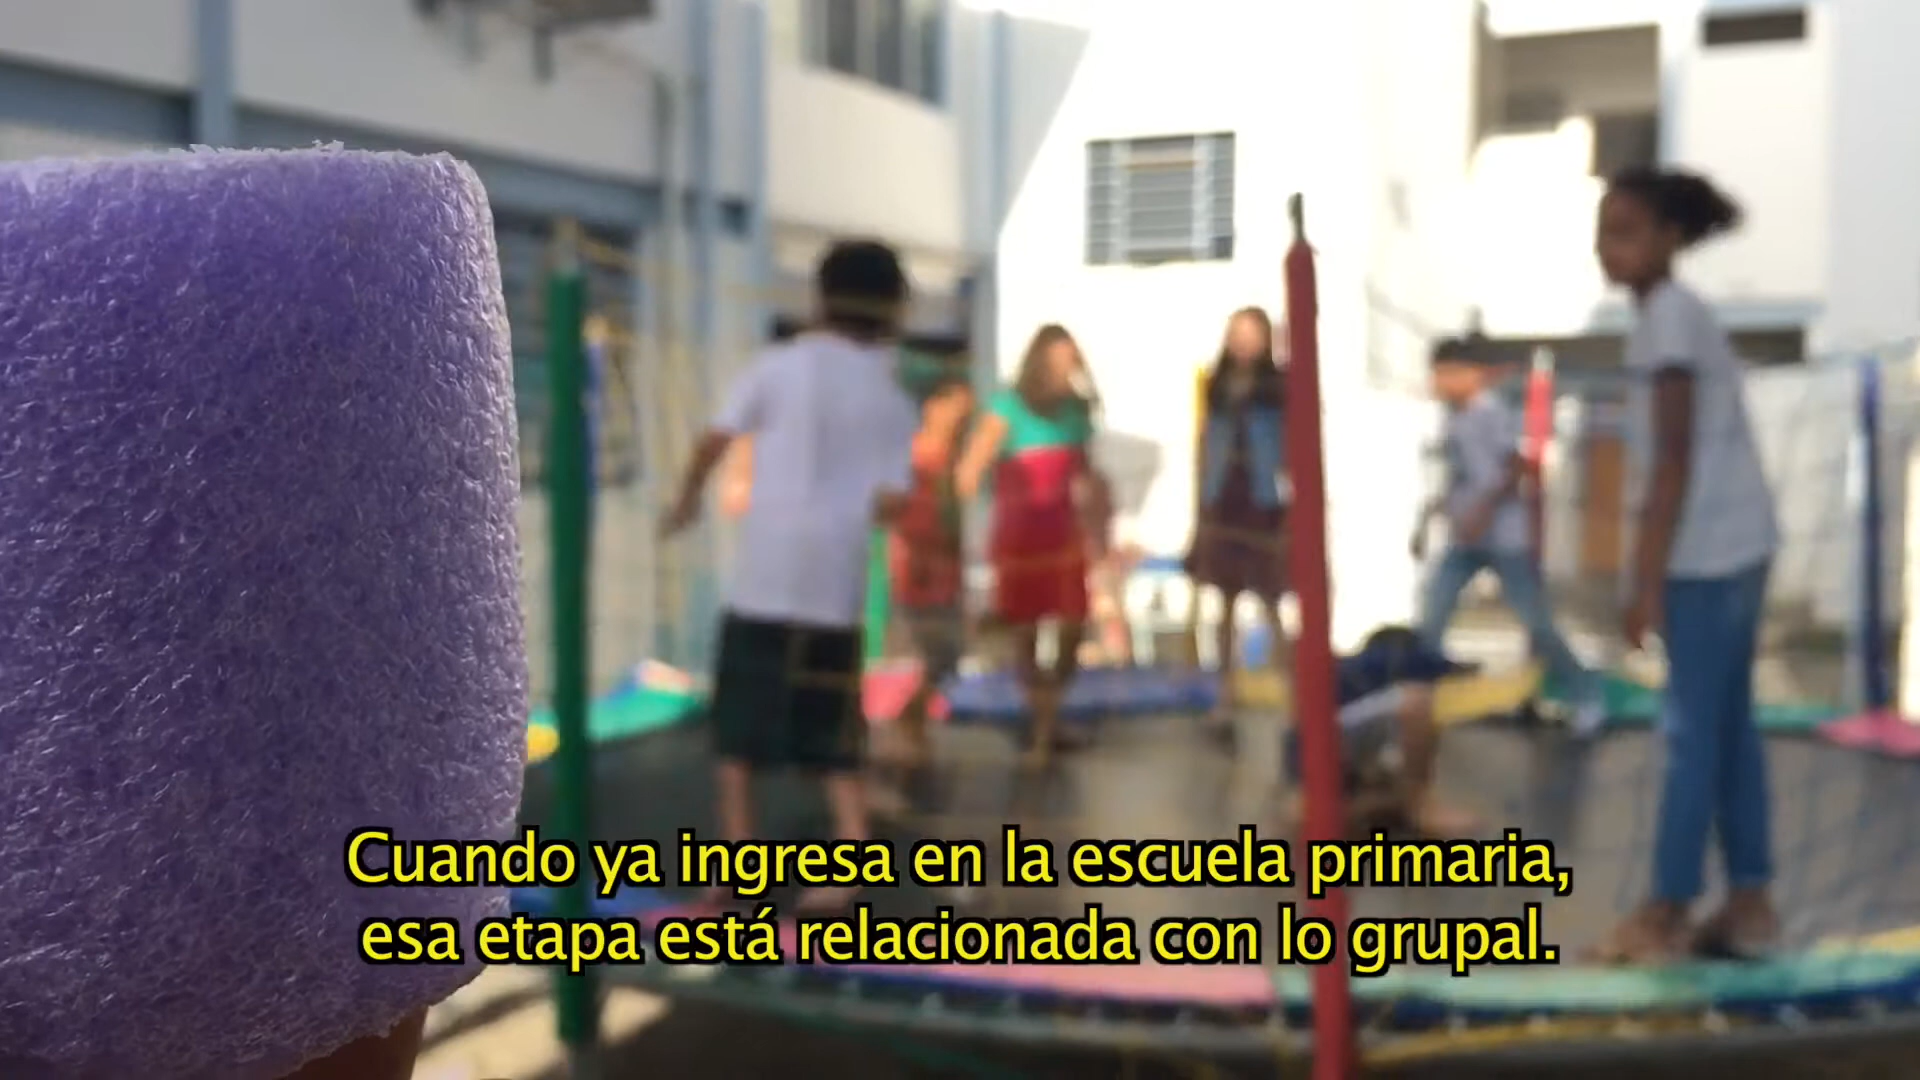 Cuando ya ingresa en la escuela primaria,
esa etapa está relacionada con lo grupal.